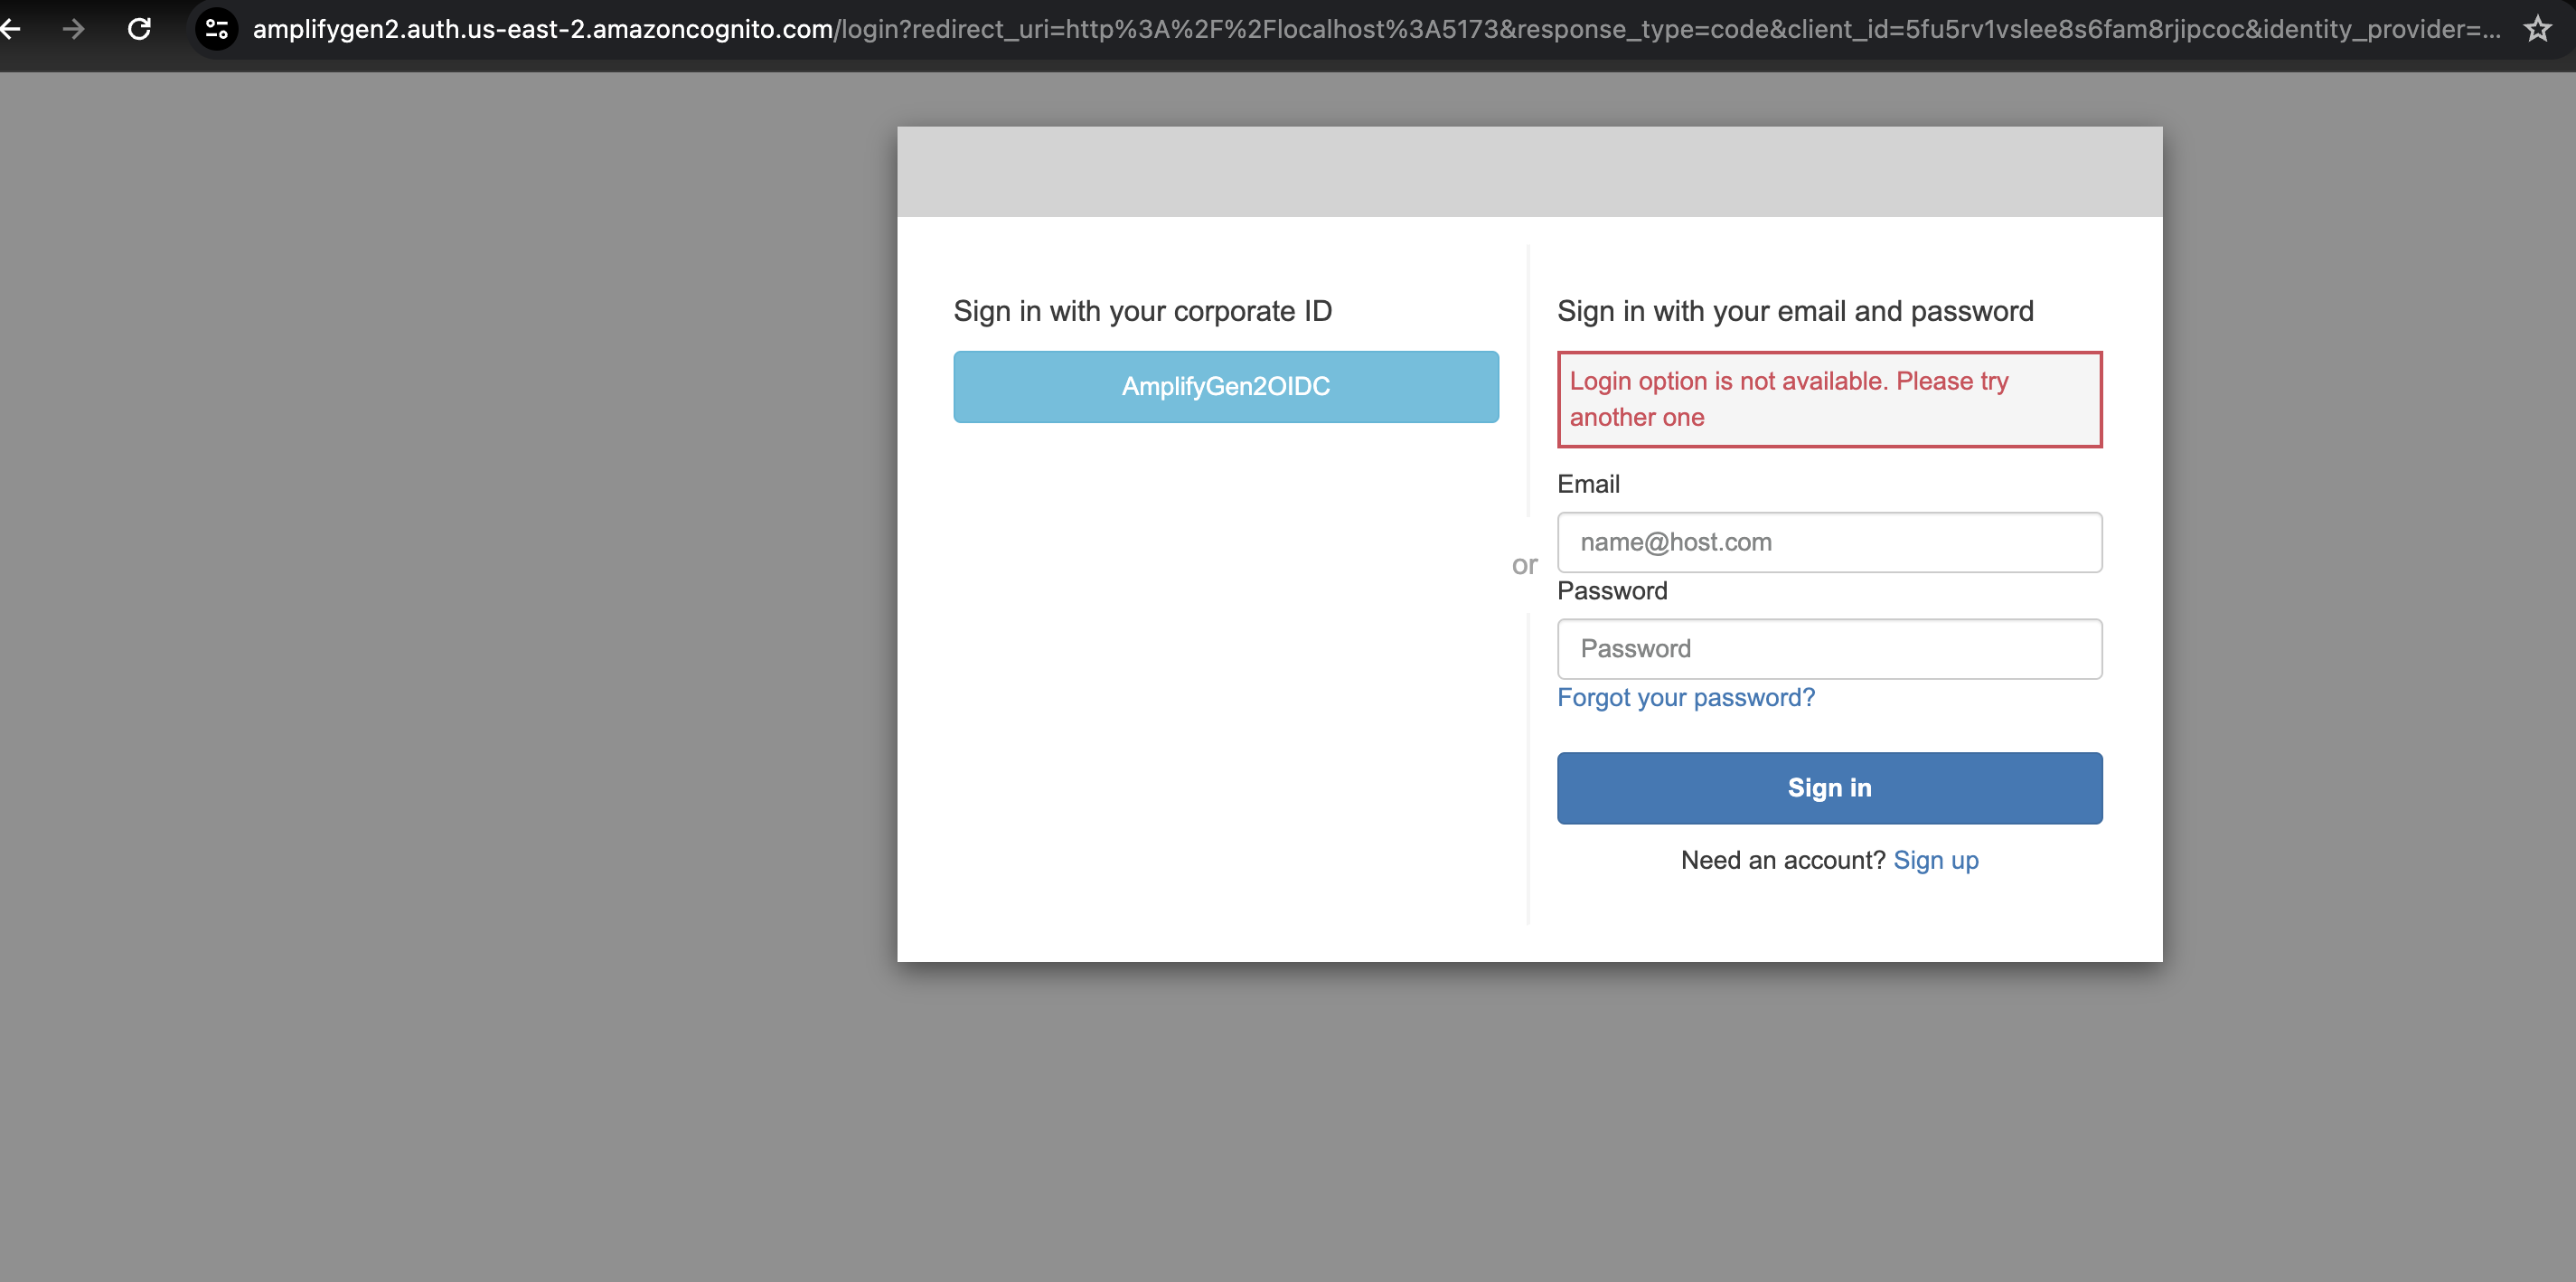 amplifygen2.auth.us-east-2.amazoncognito.com/login?redirect_uri=http%3A%2F%2Flocalhost%3A5173&response_type=code&client_id=5fu5rv1vslee8s6fam8rjipcoc&identity_provider=...
Sign in with your corporate ID
AmplifyGen2OIDC
or
Sign in with your email and password
Login option is not available. Please try
another one
Email
name@host.com
Password
Password
Forgot your password?
Sign in
Need an account? Sign up